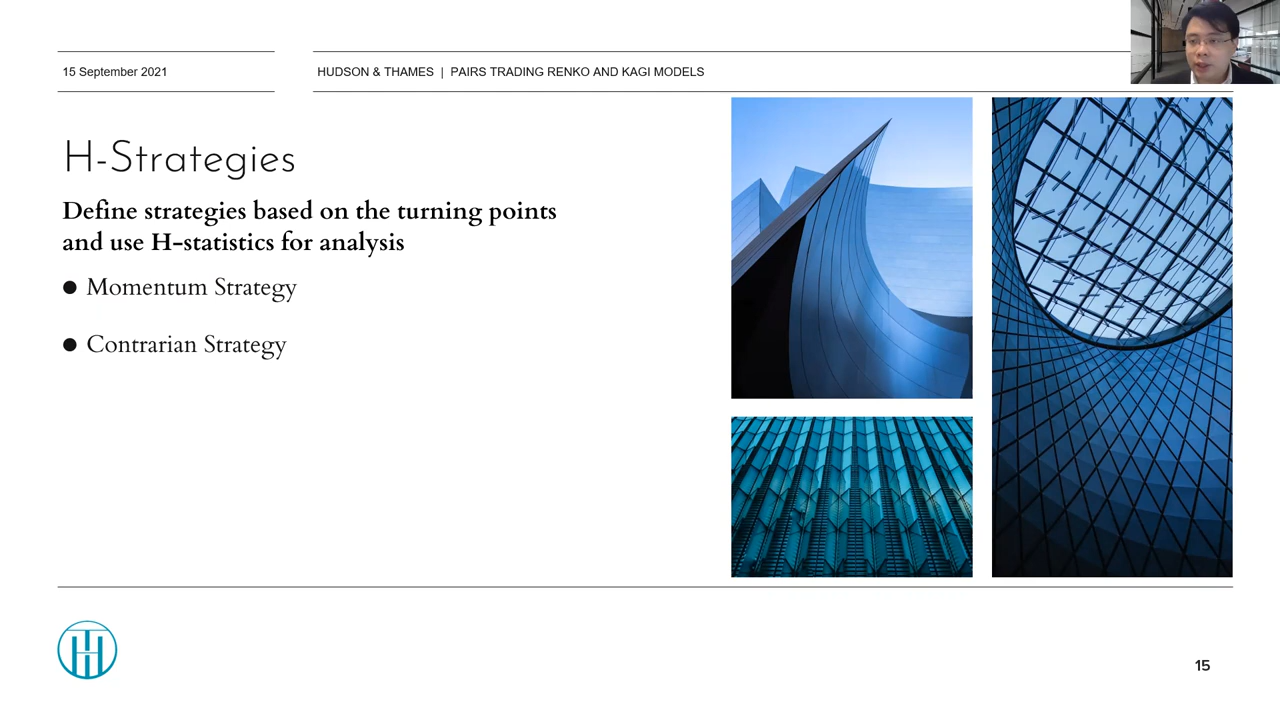 15 September 2021
HUDSON & THAMES | PAIRS TRADING RENKO AND KAGI MODELS
H-Strategies
Define strategies based on the turning points
and use H-statistics for analysis
● Momentum Strategy
● Contrarian Strategy
15